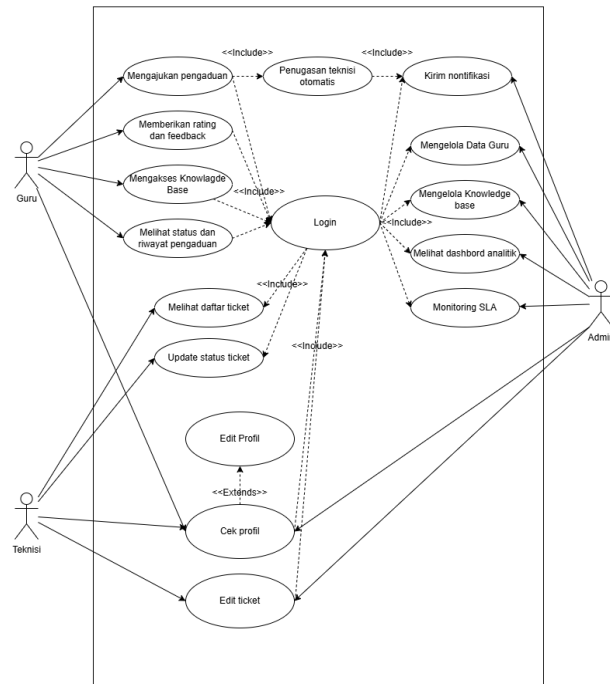 <<Include>>
<<Include>>
Mengajukan pengaduan
Penugasan teknisi
otomatis
Kirim nontifikasi
Memberikan rating
dan feedback
Mengelola Data Guru
Guru
Mengakses Knowlagde
Base
<<Include>>
Mengelola Knowledge
base
Login
<<Include>>
Melihat status dan
riwayat pengaduan
Melihat dashbord analitik
<<Include>>
Melihat daftar ticket
Monitoring SLA
Admin
<<Include>>
Update status ticket
Edit Profil
<<Extends>>
Cek profil
Teknisi
Edit ticket